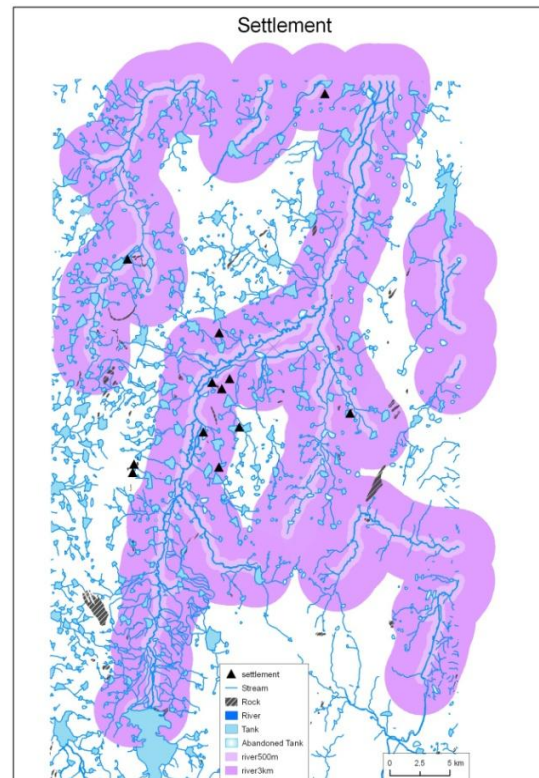 Settlement
settlement
Stream
Rock
River
Tank
Abandoned Tank
river500m
river3km
0 2.5 5 km